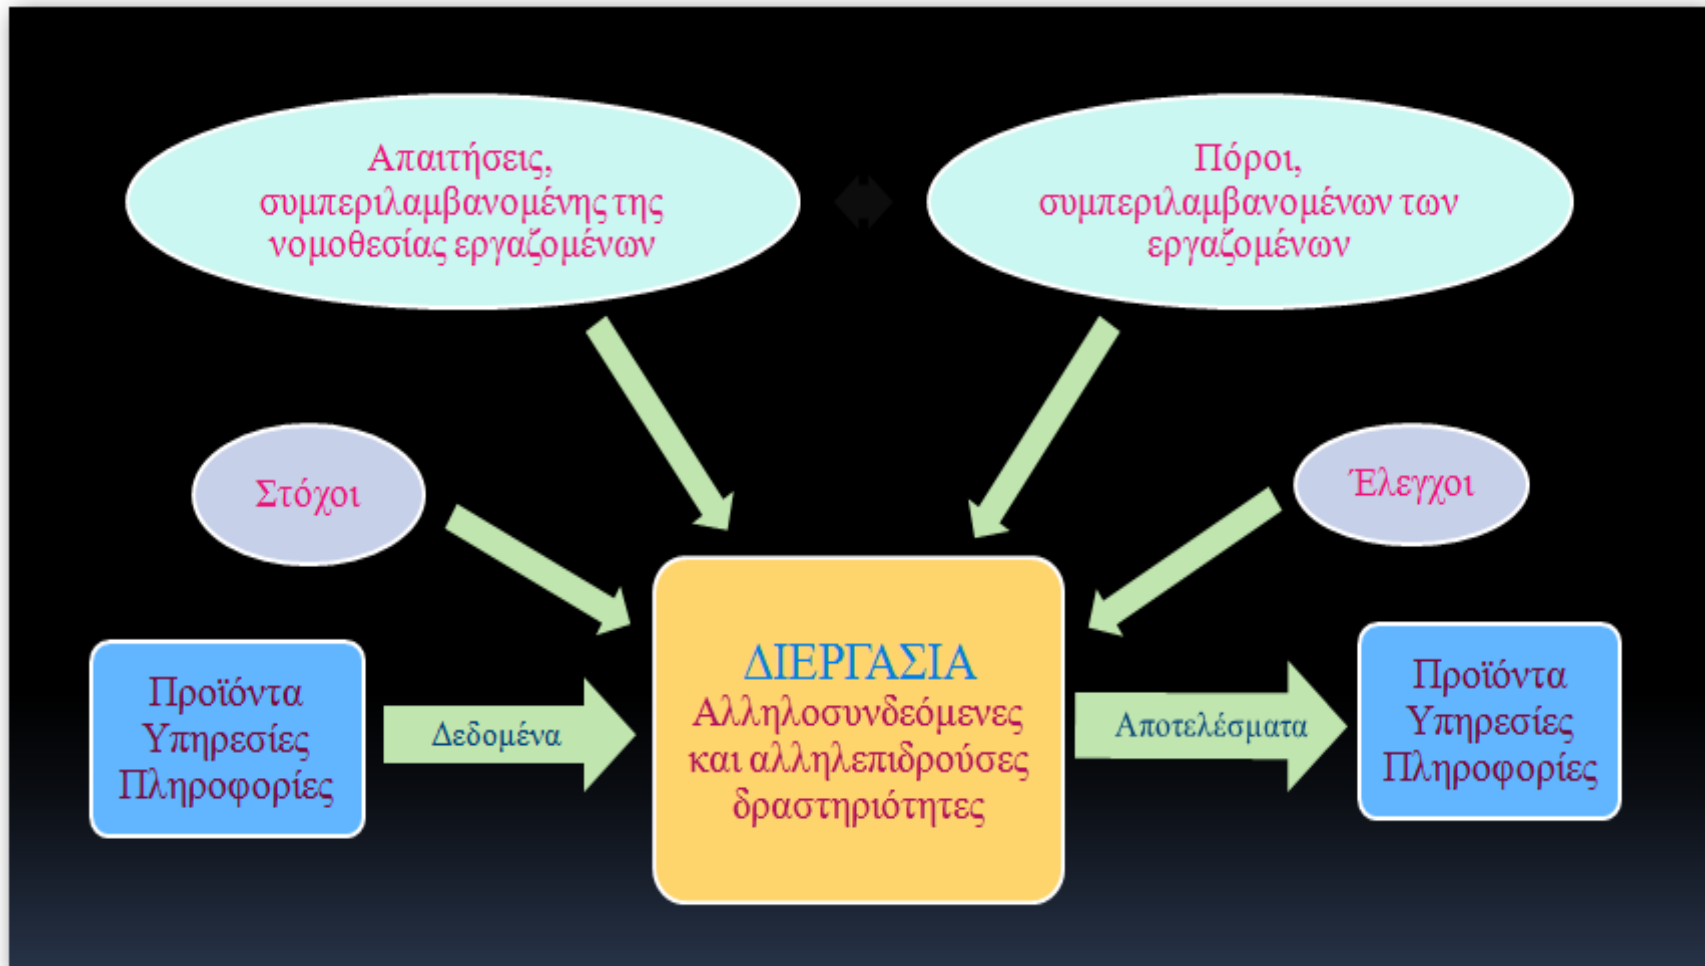 Απαιτήσεις,
συμπεριλαμβανομένης της
νομοθεσίας εργαζομένων
Πόροι,
συμπεριλαμβανομένων των
εργαζομένων
Στόχοι
Έλεγχοι
Προϊόντα
Υπηρεσίες
Πληροφορίες
Δεδομένα
ΔΙΕΡΓΑΣΙΑ
Αλληλοσυνδεόμενες
και αλληλεπιδρούσες
δραστηριότητες
Αποτελέσματα
Προϊόντα
Υπηρεσίες
Πληροφορίες